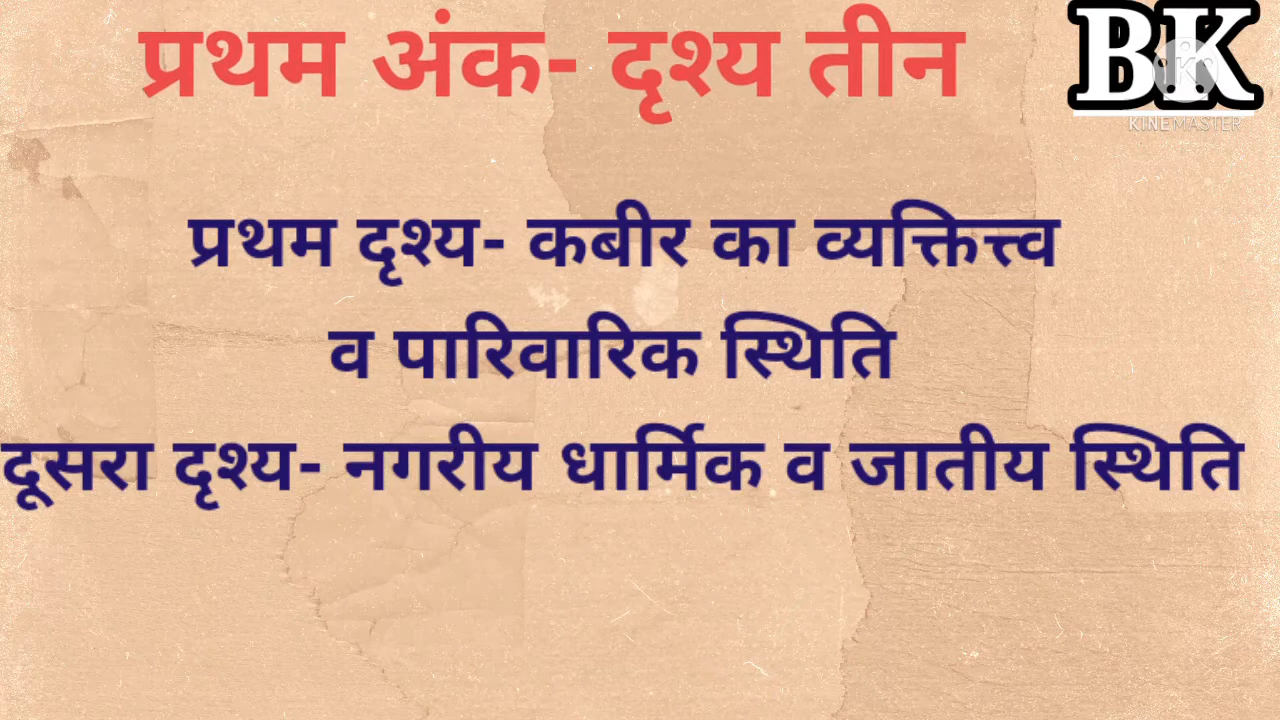 प्रथम अंक- दृश्य तीन
BK
KINEMASTER
प्रथम दृश्य- कबीर का व्यक्तित्त्व
व पारिवारिक स्थिति
दूसरा दृश्य- नगरीय धार्मिक व जातीय स्थिति